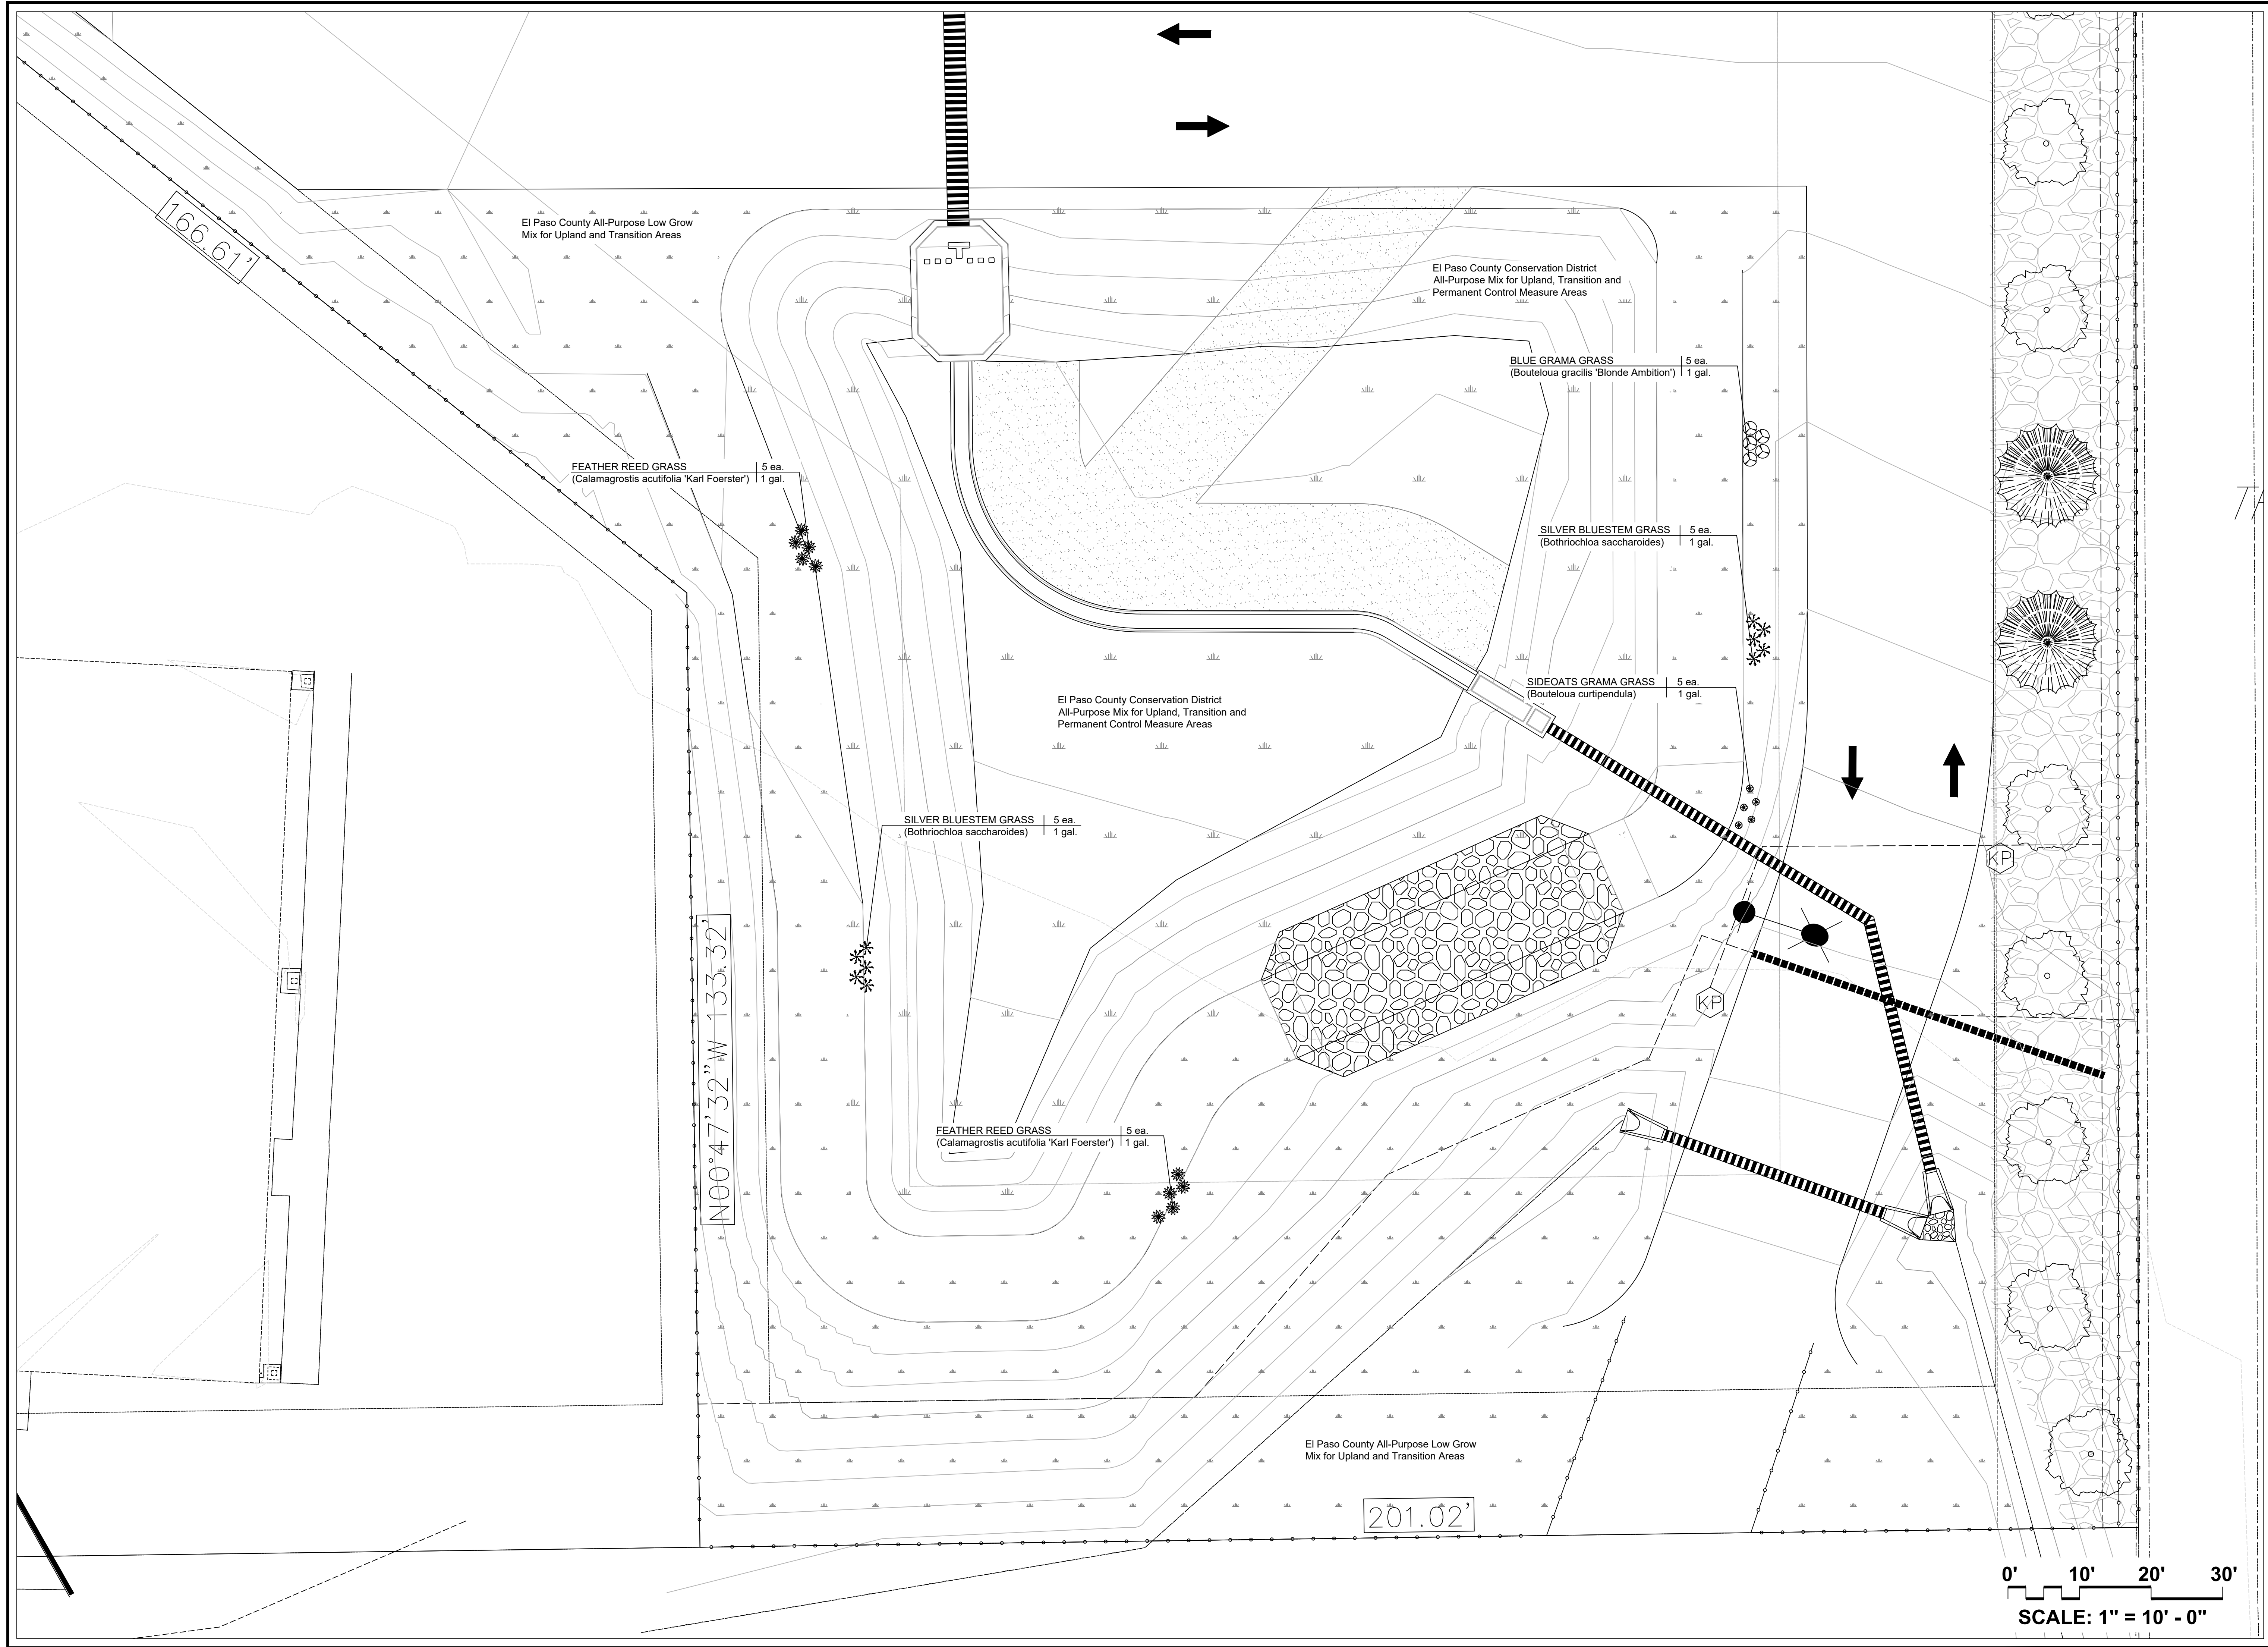 166.61'
El Paso County All-Purpose Low Grow
Mix for Upland and Transition Areas
El Paso County Conservation District
All-Purpose Mix for Upland, Transition and
Permanent Control Measure Areas
BLUE GRAMA GRASS 5 ea.
(Bouteloua gracilis 'Blonde Ambition') 1 gal.
FEATHER REED GRASS 5 ea.
(Calamagrostis acutifolia 'Karl Foerster') 1 gal.
SILVER BLUESTEM GRASS 5 ea.
(Bothriochloa saccharoides) 1 gal.
SIDEOATS GRAMA GRASS 5 ea.
(Bouteloua curtipendula) 1 gal.
El Paso County Conservation District
All-Purpose Mix for Upland, Transition and
Permanent Control Measure Areas
SILVER BLUESTEM GRASS 5 ea.
(Bothriochloa saccharoides) 1 gal.
KP
KP
N00°47'32"W 133.32'
FEATHER REED GRASS 5 ea.
(Calamagrostis acutifolia 'Karl Foerster') 1 gal.
El Paso County All-Purpose Low Grow
Mix for Upland and Transition Areas
201.02'
0' 10' 20' 30'
SCALE: 1" = 10' - 0"